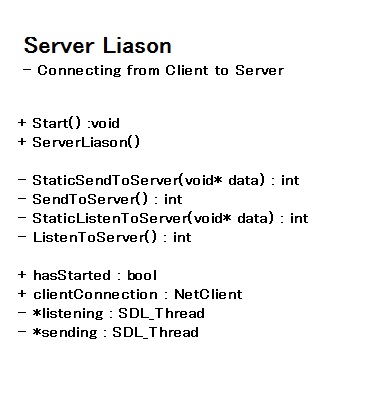 Server Liason
- Connecting from Client to Server
+ Start() :void
+ ServerLiason()
- StaticSendToServer(void* data) : int
- SendToServer() : int
- StaticListenToServer(void* data) : int
- ListenToServer() : int
+ hasStarted : bool
+ clientConnection : NetClient
- *listening : SDL_Thread
- *sending : SDL_Thread